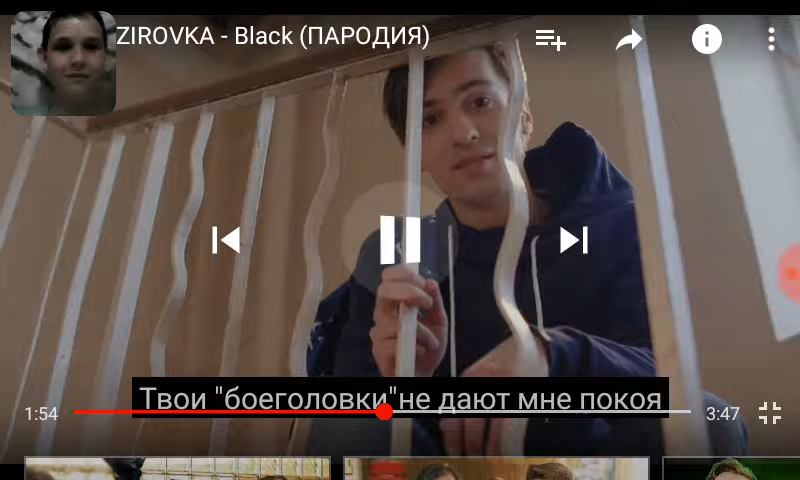 ZIROVKA - Black (ПАРОДИЯ)
Твои "боеголовки"не дают мне покоя
1:54
3:47